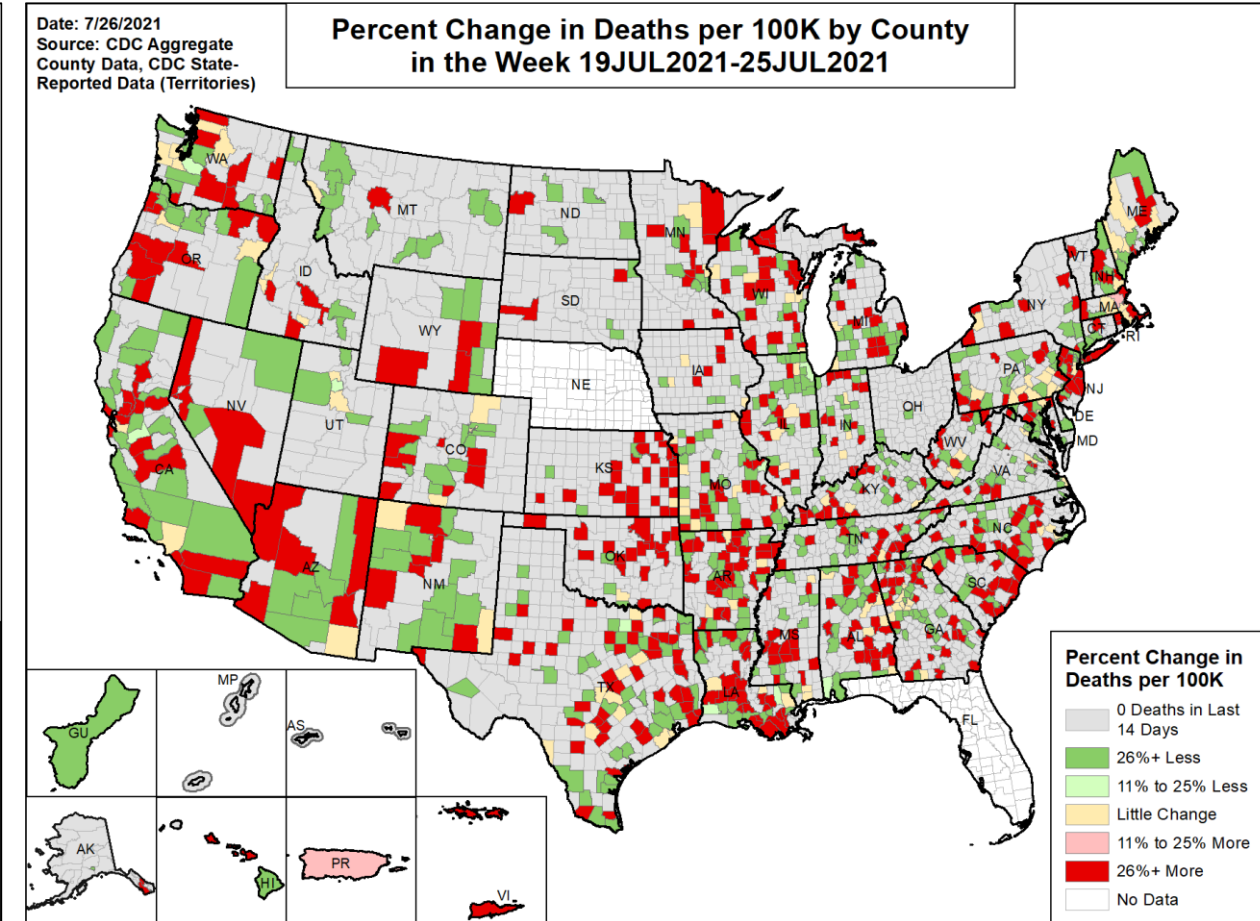 Date: 7/26/2021
Source: CDC Aggregate
County Data, CDC State-
Reported Data (Territories)
Percent Change in Deaths per 100K by County
in the Week 19JUL2021-25JUL2021
WA
MT
ND
MN
ME
OR
ID
SD
WI
MI
VT
NH
NY
MA
CT
RI
WY
NE
IA
PA
NJ
NV
UT
CO
KS
MO
IL
IN
OH
WV
DE
MD
VA
CA
KY
AZ
NM
OK
AR
TN
NC
SC
TX
LA
MS
AL
GA
FL
GU
MP
AS
AK
HI
PR
VI
Percent Change in
Deaths per 100K
0 Deaths in Last
14 Days
26%+ Less
11% to 25% Less
Little Change
11% to 25% More
26%+ More
No Data